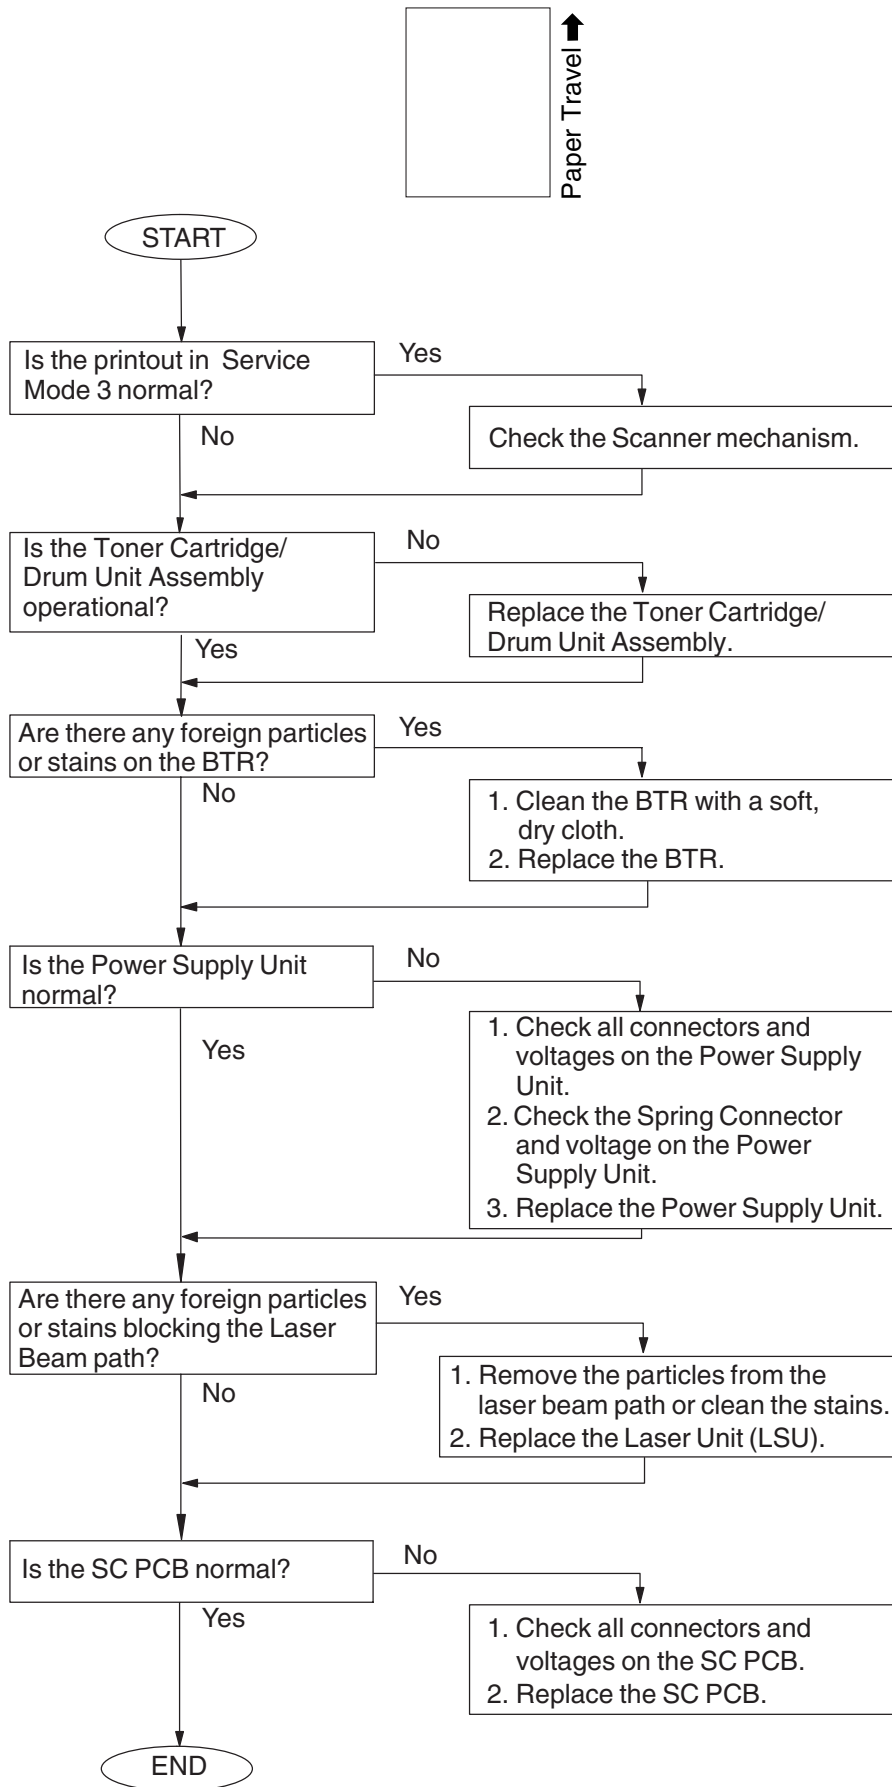 Paper Travel
START
Is the printout in Service
Mode 3 normal?
Yes
No
Check the Scanner mechanism.
Is the Toner Cartridge/
Drum Unit Assembly
operational?
No
Yes
Replace the Toner Cartridge/
Drum Unit Assembly.
Are there any foreign particles
or stains on the BTR?
Yes
No
1. Clean the BTR with a soft,
dry cloth.
2. Replace the BTR.
Is the Power Supply Unit
normal?
No
Yes
1. Check all connectors and
voltages on the Power Supply
Unit.
2. Check the Spring Connector
and voltage on the Power
Supply Unit.
3. Replace the Power Supply Unit.
Are there any foreign particles
or stains blocking the Laser
Beam path?
Yes
No
1. Remove the particles from the
laser beam path or clean the stains.
2. Replace the Laser Unit (LSU).
Is the SC PCB normal?
No
Yes
1. Check all connectors and
voltages on the SC PCB.
2. Replace the SC PCB.
END